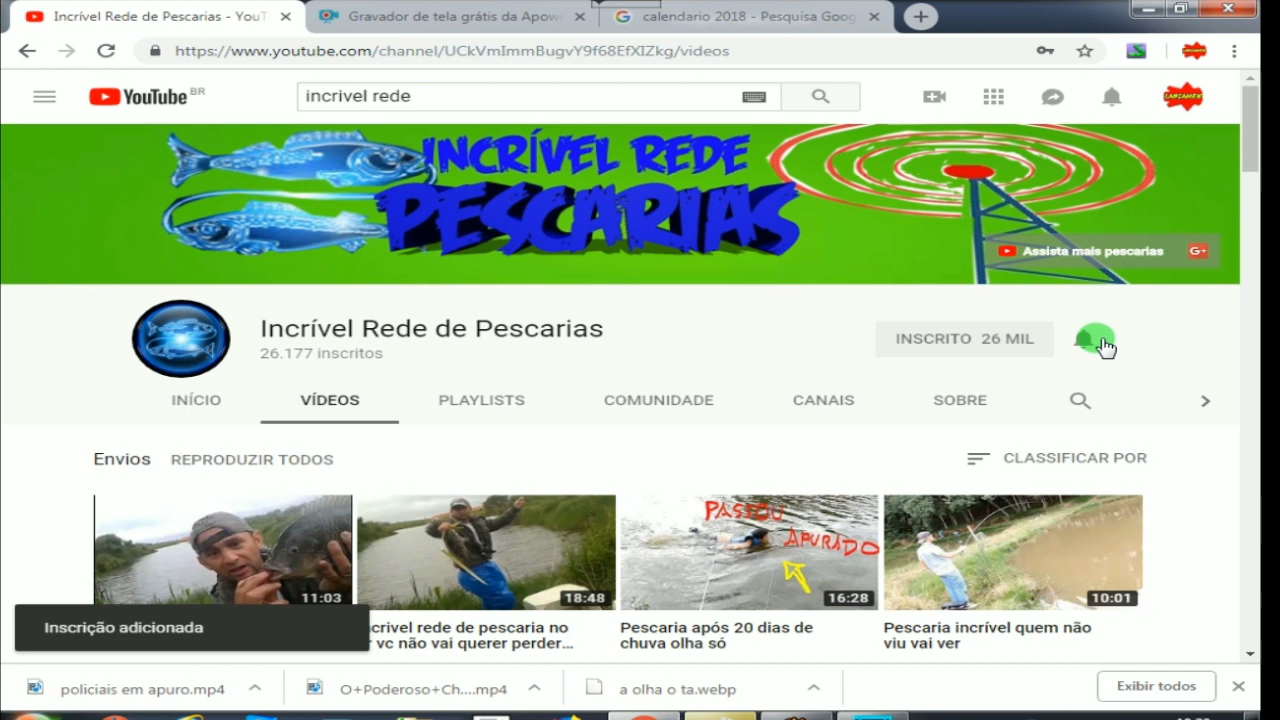 Incrível Rede de Pescarias - YouT
Gravador de tela grátis da Apow
calendario 2018 - Pesquisa Goog
https://www.youtube.com/channel/UCkVmImmBugvY9f68EfXIZkg/videos
YouTube BR
incrivel rede
LANÇAMENT
INCRÍVEL REDE
PESCARIAS
Assista mais pescarias
G+
Incrível Rede de Pescarias
26.177 inscritos
INSCRITO 26 MIL
INÍCIO
VÍDEOS
PLAYLISTS
COMUNIDADE
CANAIS
SOBRE
Envios
REPRODUZIR TODOS
CLASSIFICAR POR
11:03
18:48
PASSOU
APURADO
16:28
10:01
Inscrição adicionada
crivel rede de pescaria no
vc não vai querer perder...
Pescaria após 20 dias de
chuva olha só
Pescaria incrível quem não
viu vai ver
policiais em apuro.mp4
O+Poderoso+Ch....mp4
a olha o ta.webp
Exibir todos